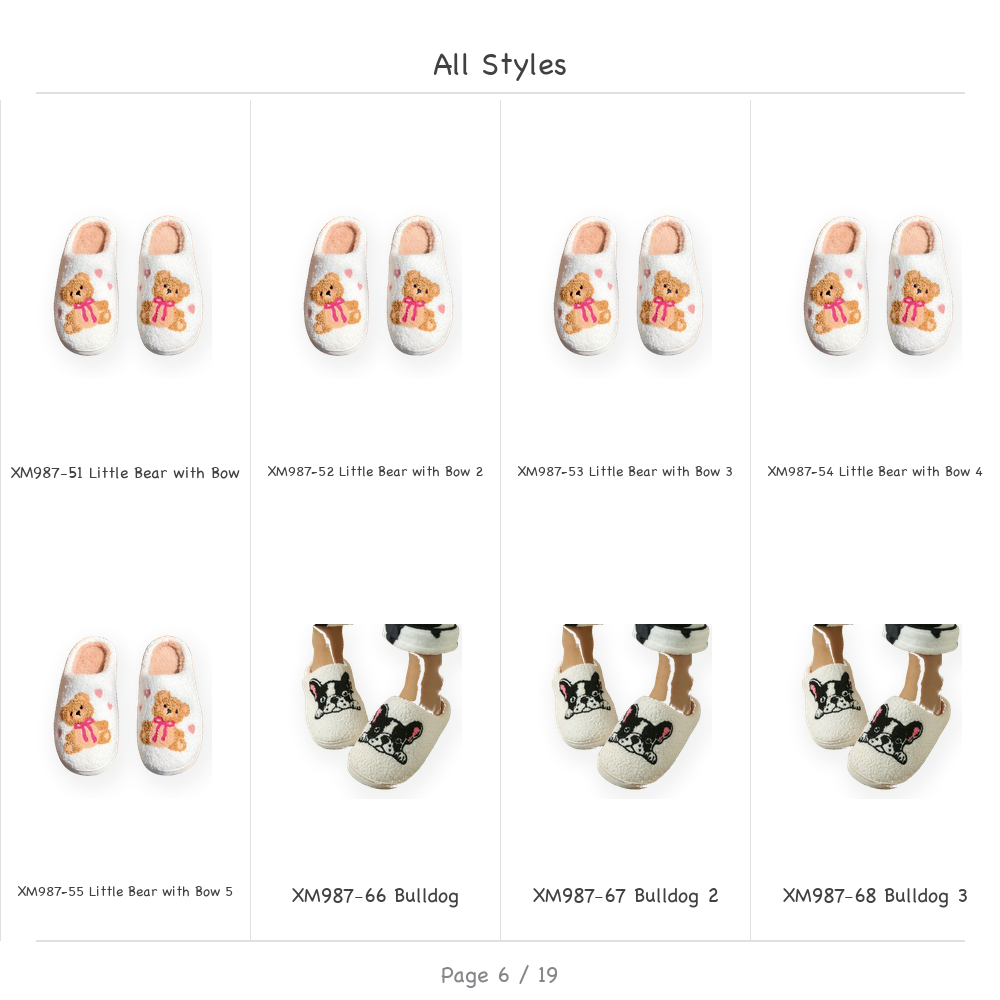 All Styles
XM987-51 Little Bear with Bow
XM987-52 Little Bear with Bow 2
XM987-53 Little Bear with Bow 3
XM987-54 Little Bear with Bow 4
XM987-55 Little Bear with Bow 5
XM987-66 Bulldog
XM987-67 Bulldog 2
XM987-68 Bulldog 3
Page 6 / 19